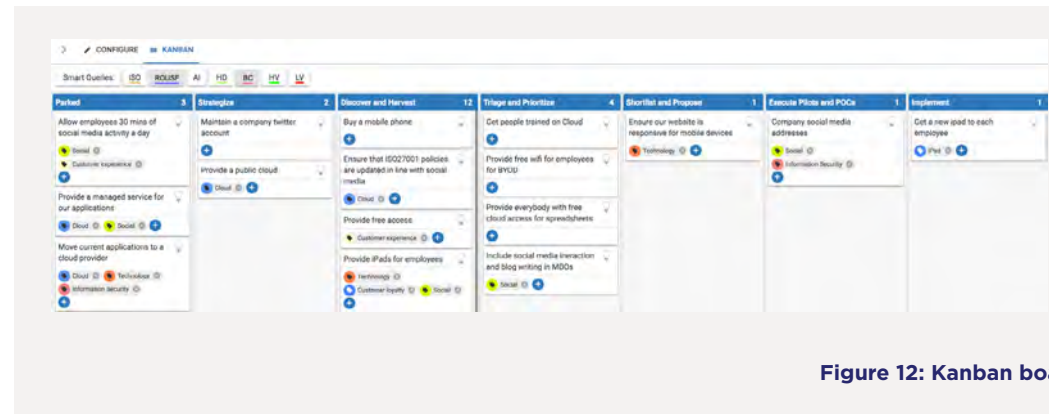 CONFIGURE KANBAN
Smart Queries: ISO ROLISP AI HD BC HV LV
Parked 3
Allow employees 30 mins of
social media activity a day
Social
Customer experience
Provide a managed service for
our applications
Cloud Social
Move current applications to a
cloud provider
Cloud Technology
Information Security
Strategize 2
Maintain a company twitter
account
Provide a public cloud
Cloud
Discover and Harvest 12
Buy a mobile phone
Ensure that ISO27001 policies
are updated in line with social
media
Cloud
Provide free access
Customer experience
Provide iPads for employees
Technology
Customer loyalty Social
Triage and Prioritize 4
Get people trained on Cloud
Provide free wifi for employees
for BYOD
Provide everybody with free
cloud access for spreadsheets
Include social media ineraction
and blog writing in MDOs
Social
Shortlist and Propose 1
Ensure our website is
responsive for mobile devices
Technology
Execute Pilots and POCs 1
Company social media
addresses
Social
Information Security
Implement 1
Get a new ipad to each
employee
iPad
Figure 12: Kanban boa